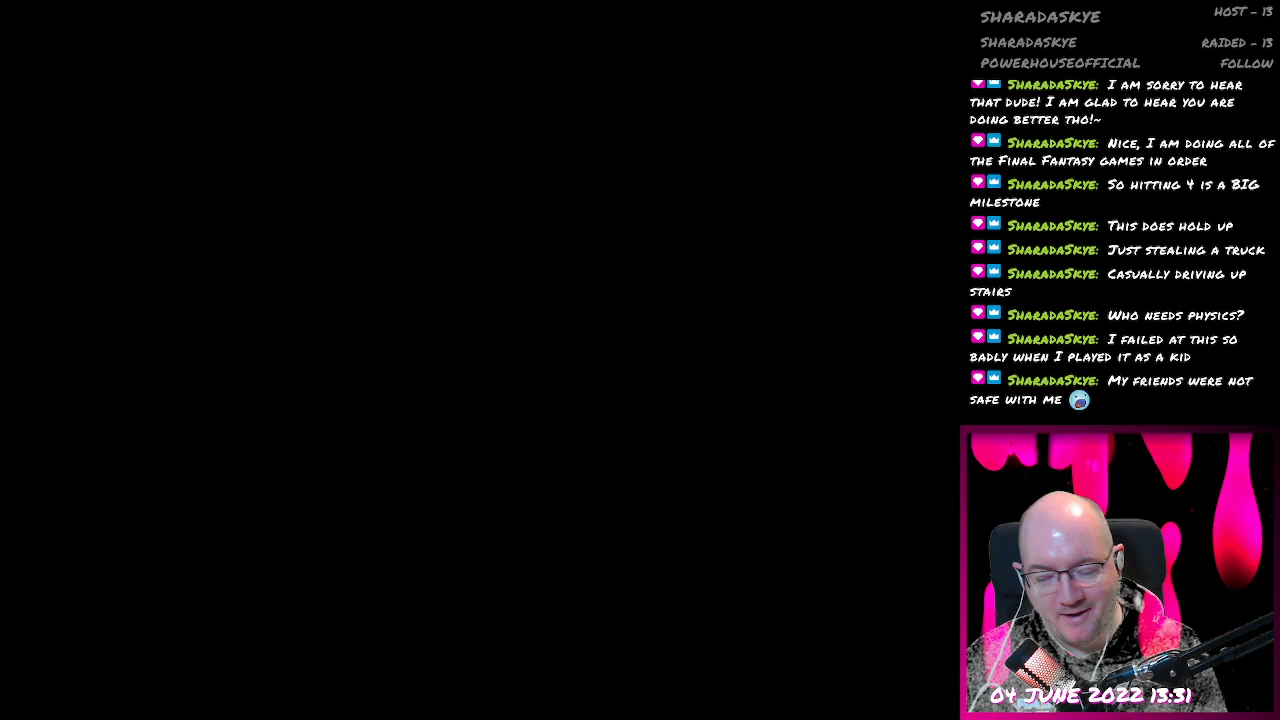 SHARADASKYE HOST - 13
SHARADASKYE RAIDED - 13
POWERHOUSEOFFICIAL FOLLOW
SharadaSkye: I am sorry to hear
that dude! I am glad to hear you are
doing better tho!~
SharadaSkye: Nice, I am doing all of
the Final Fantasy games in order
SharadaSkye: So hitting 4 is a BIG
milestone
SharadaSkye: This does hold up
SharadaSkye: Just stealing a truck
SharadaSkye: Casually driving up
stairs
SharadaSkye: Who needs physics?
SharadaSkye: I failed at this so
badly when I played it as a kid
SharadaSkye: My friends were not
safe with me
04 JUNE 2022 13:31